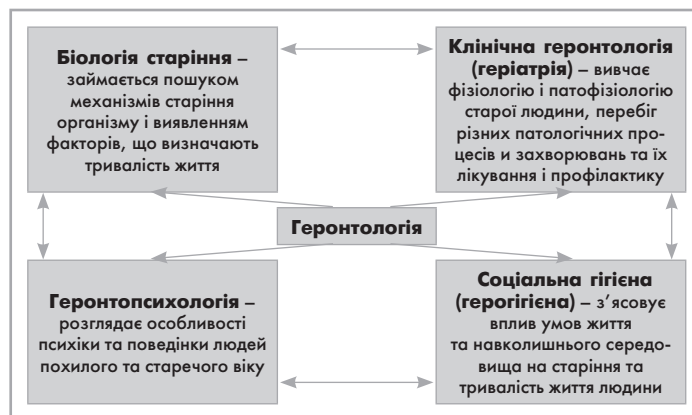 Біологія старіння –
займається пошуком
механізмів старіння
організму і виявленням
факторів, що визначають
тривалість життя
Клінічна геронтологія
(геріатрія) – вивчає
фізіологію і патофізіологію
старої людини, перебіг
різних патологічних про-
цесів и захворювань та їх
лікування і профілактику
Геронтологія
Геронтопсихологія –
розглядає особливості
психіки та поведінки людей
похилого та старечого віку
Соціальна гігієна
(герогігієна) – з’ясовує
вплив умов життя
та навколишнього середо-
вища на старіння та
тривалість життя людини